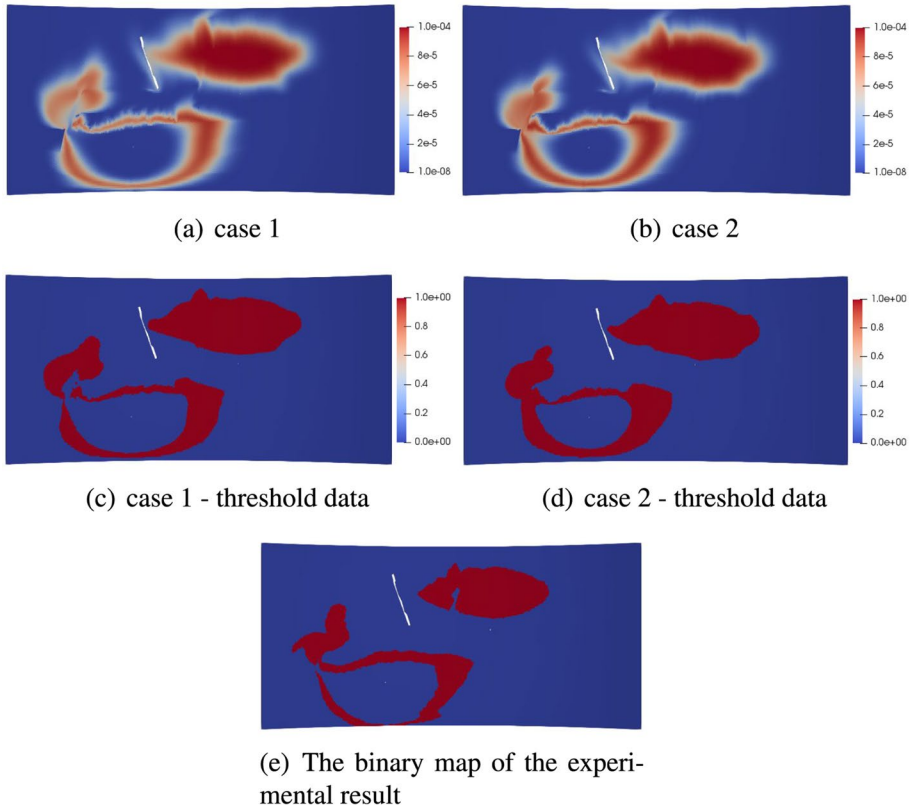 1.0e-04
8e-5
6e-5
4e-5
2e-5
1.0e-08
1.0e-04
8e-5
6e-5
4e-5
2e-5
1.0e-08
(a) case 1
(b) case 2
1.0e+00
0.8
0.6
0.4
0.2
0.0e+00
1.0e+00
0.8
0.6
0.4
0.2
0.0e+00
(c) case 1 - threshold data
(d) case 2 - threshold data
(e) The binary map of the experi-
mental result